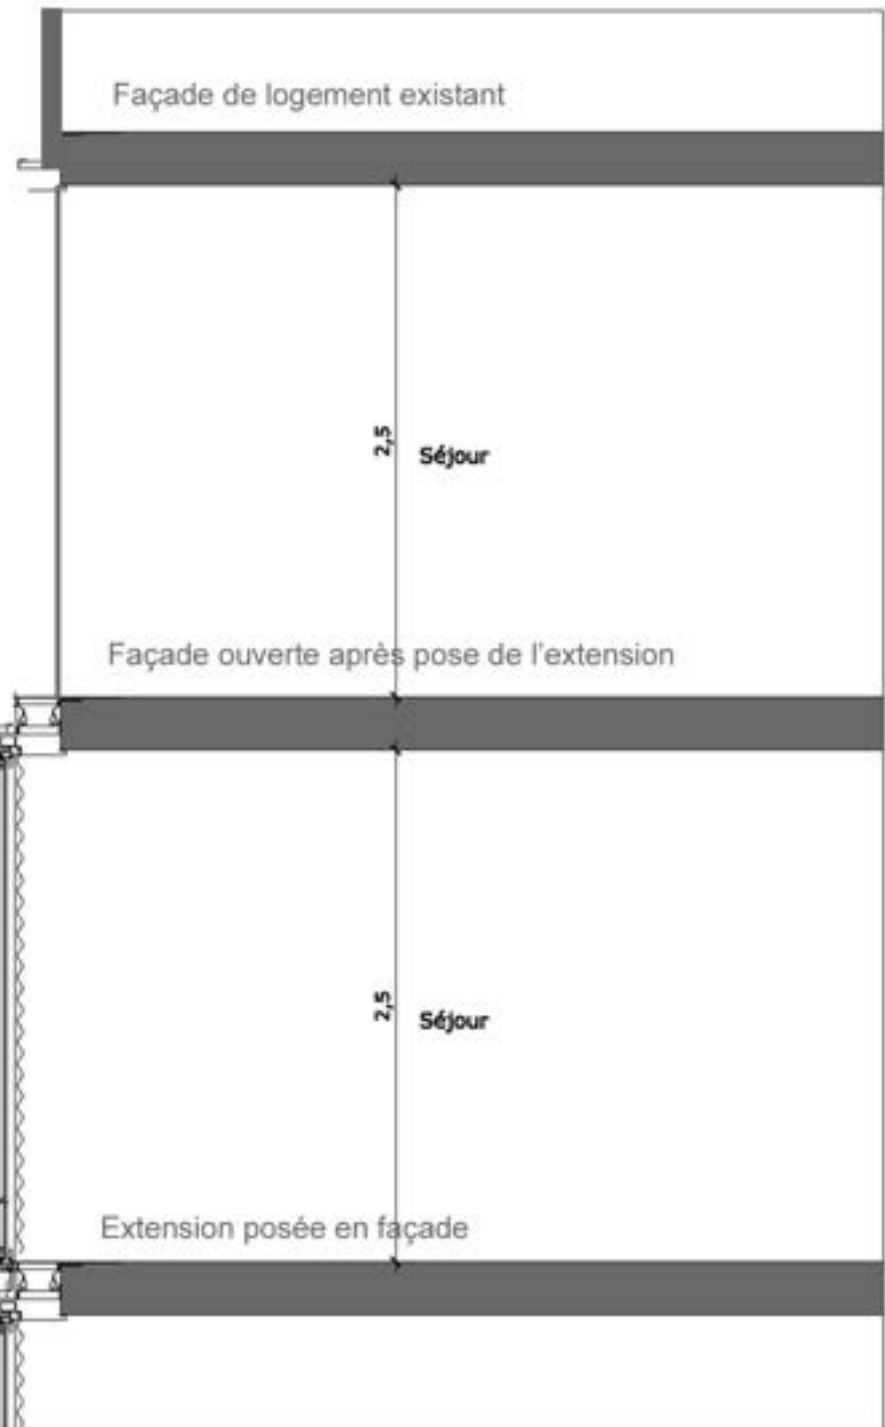 Façade de logement existant
2,5
Séjour
Façade ouverte après pose de l'extension
2,5
Séjour
Extension posée en façade